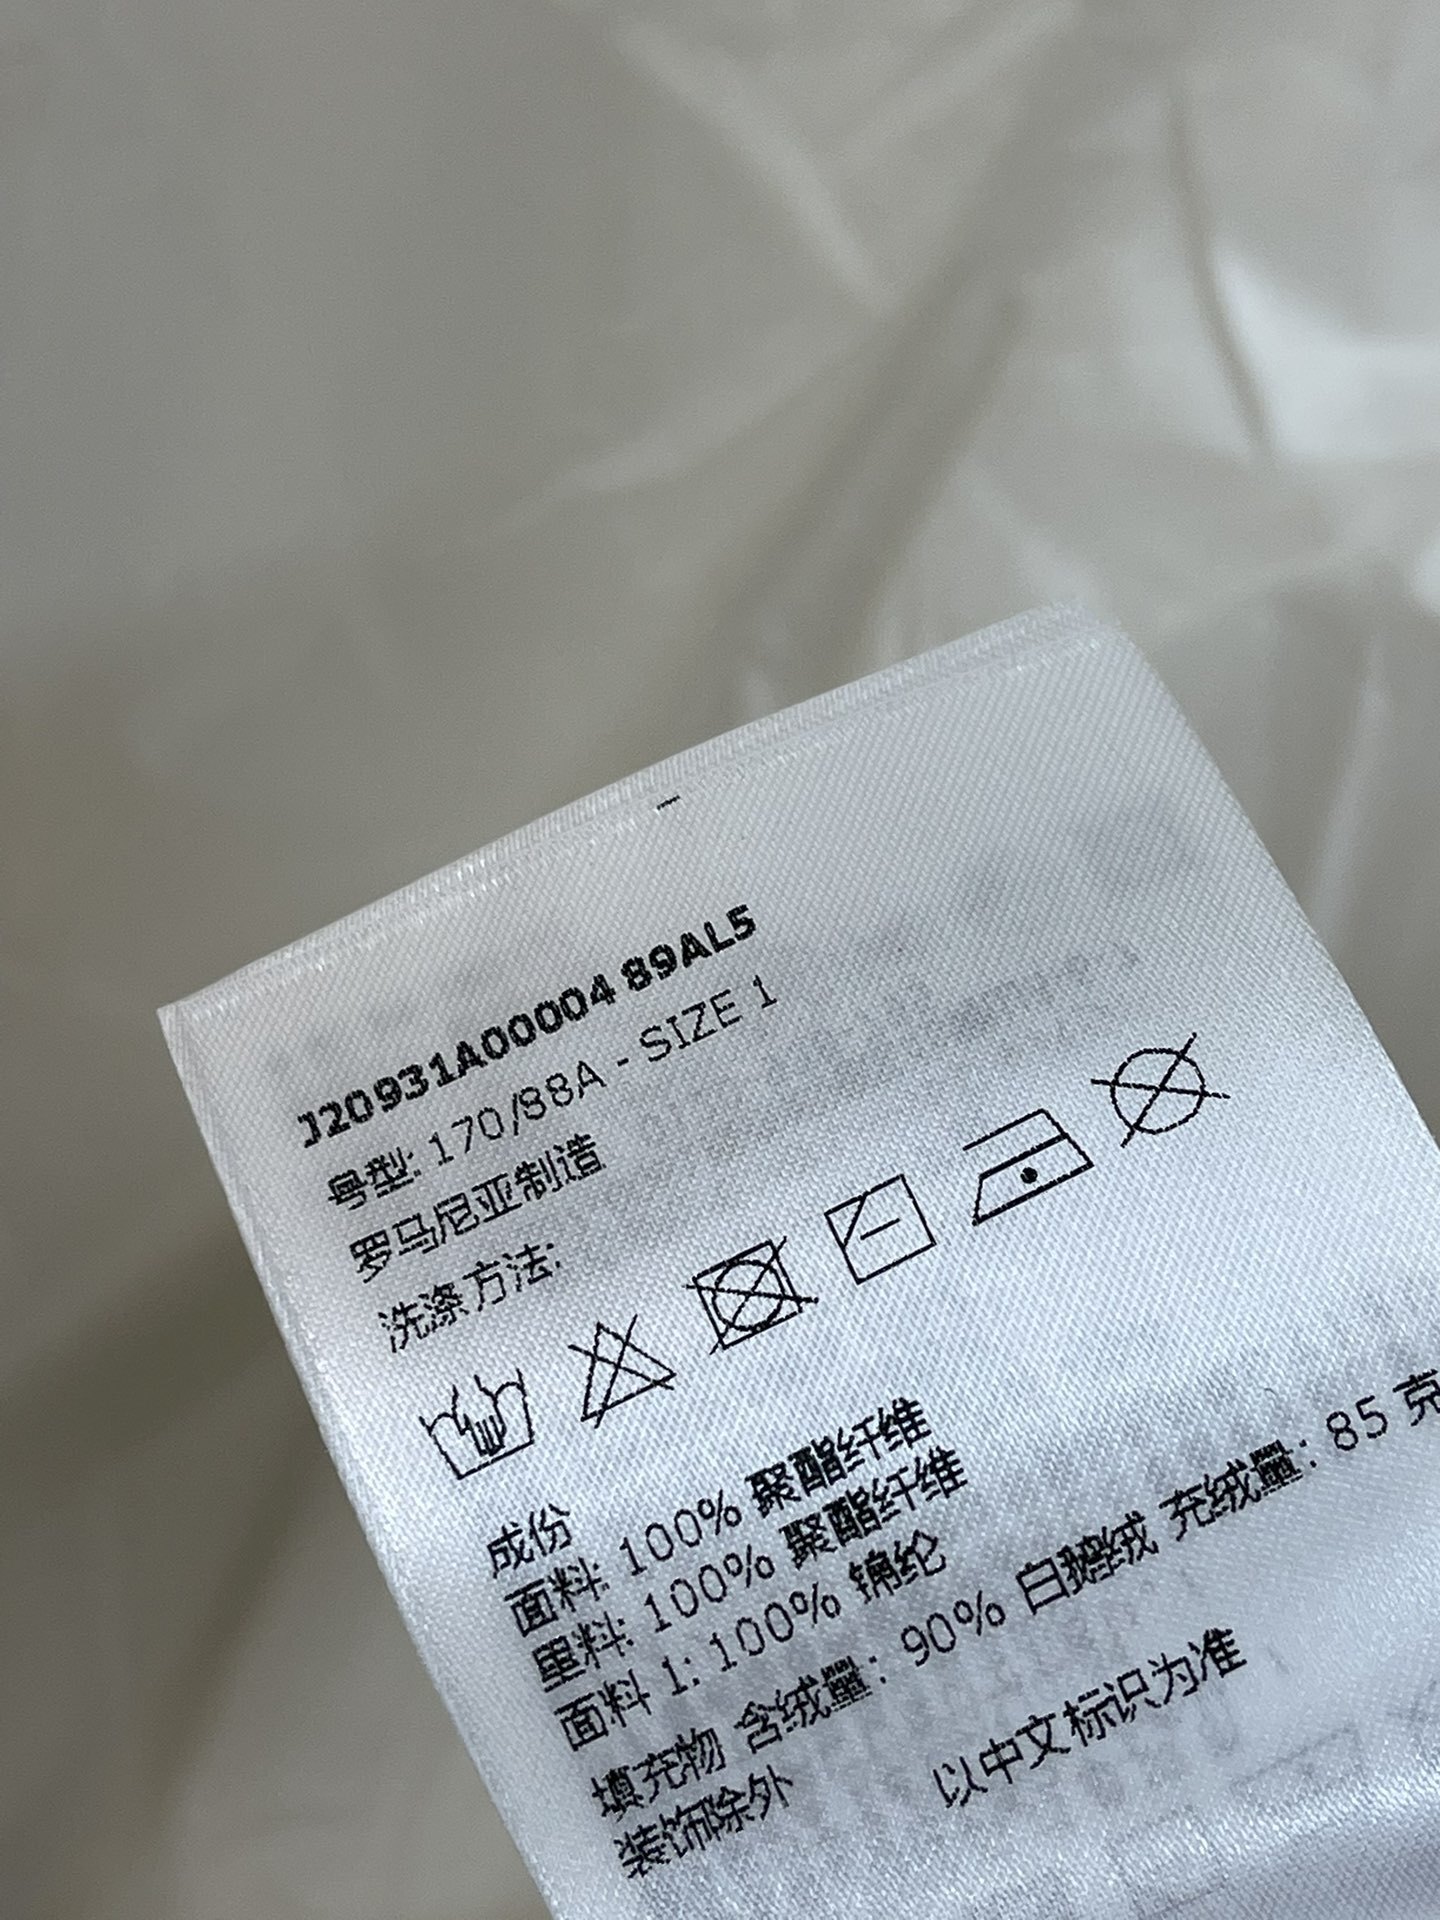 J20931A00004 89AL5
粤型: 170/88A - SIZE 1
罗马尼亚制造
洗涤方法:
成份
面料: 100% 聚酯纤维
里料: 100% 聚酯纤维
面料 1: 100% 锦纶
填充物 含绒量: 90% 白鹅绒 充绒量: 85 克
装饰除外 以中文标识为准